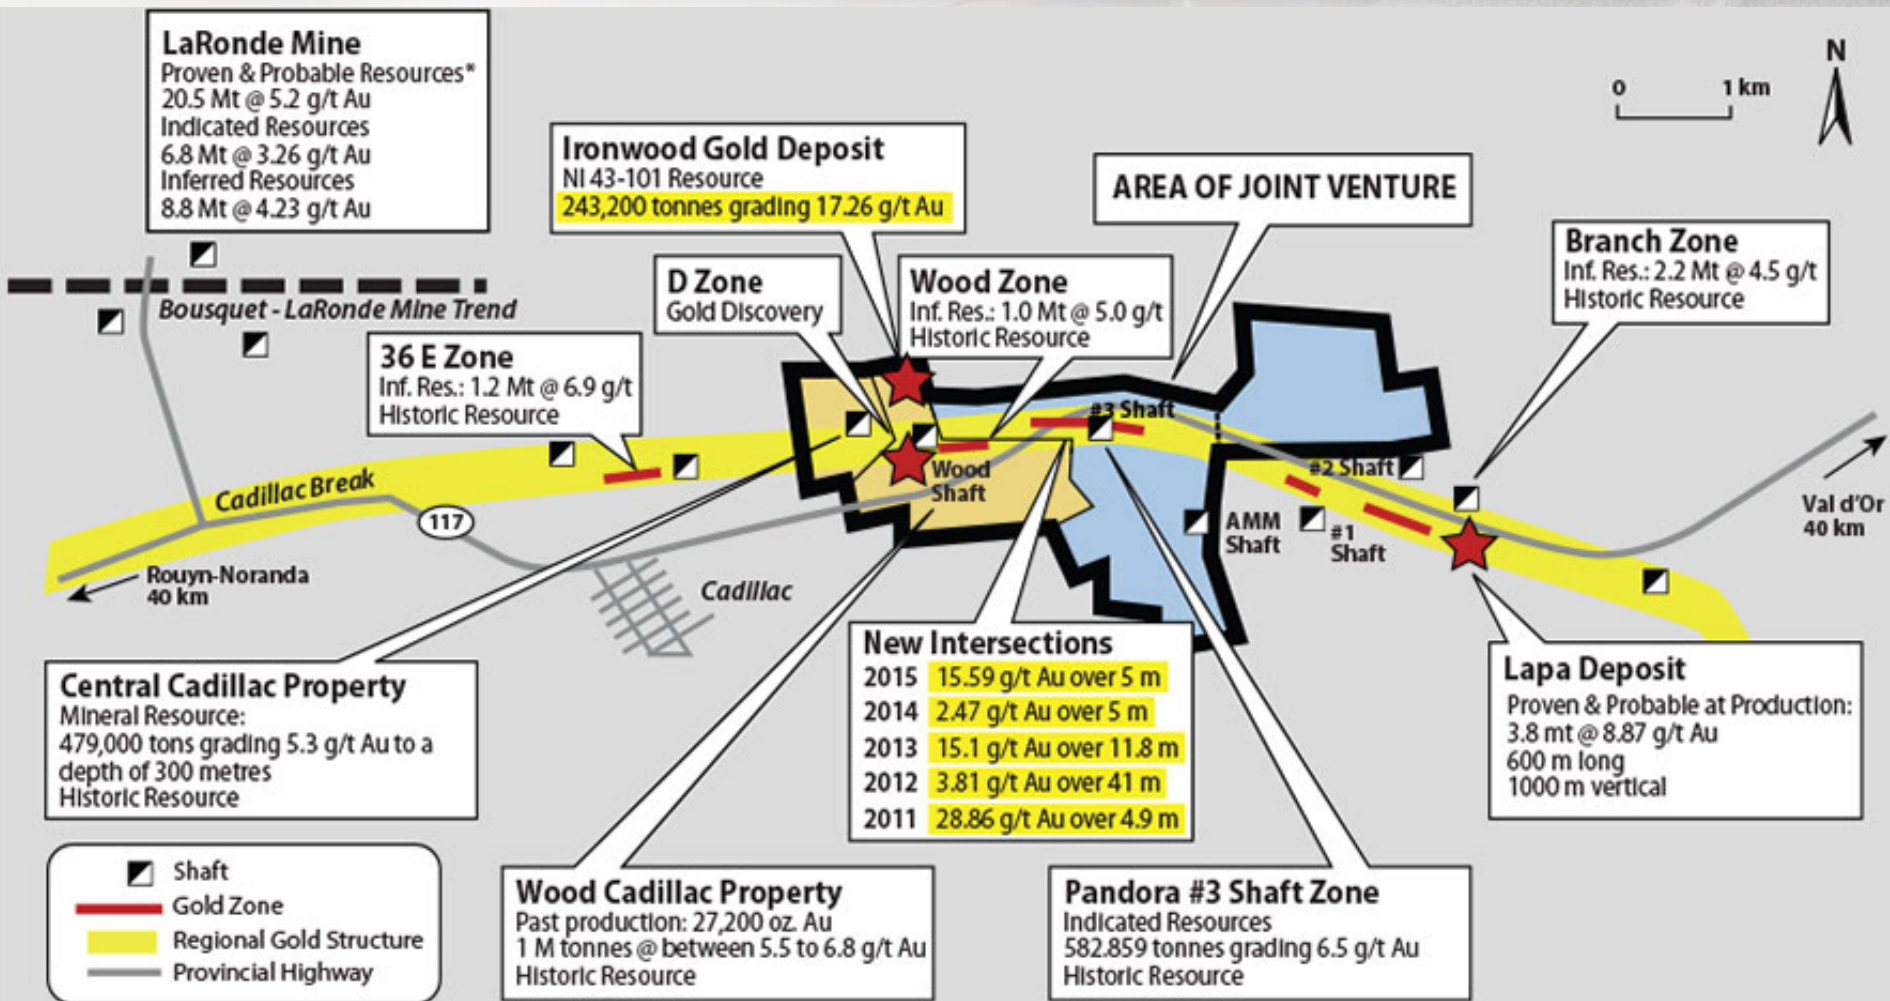 LaRonde Mine
Proven & Probable Resources*
20.5 Mt @ 5.2 g/t Au
Indicated Resources
6.8 Mt @ 3.26 g/t Au
Inferred Resources
8.8 Mt @ 4.23 g/t Au
Ironwood Gold Deposit
NI 43-101 Resource
243,200 tonnes grading 17.26 g/t Au
AREA OF JOINT VENTURE
0 1 km
N
Branch Zone
Inf. Res.: 2.2 Mt @ 4.5 g/t
Historic Resource
D Zone
Gold Discovery
Wood Zone
Inf. Res.: 1.0 Mt @ 5.0 g/t
Historic Resource
Bousquet - LaRonde Mine Trend
36 E Zone
Inf. Res.: 1.2 Mt @ 6.9 g/t
Historic Resource
#3 Shaft
Wood
Shaft
#2 Shaft
Cadillac Break
117
AMM
Shaft
#1
Shaft
Val d'Or
40 km
Rouyn-Noranda
40 km
Cadillac
Central Cadillac Property
Mineral Resource:
479,000 tons grading 5.3 g/t Au to a
depth of 300 metres
Historic Resource
New Intersections
2015 15.59 g/t Au over 5 m
2014 2.47 g/t Au over 5 m
2013 15.1 g/t Au over 11.8 m
2012 3.81 g/t Au over 41 m
2011 28.86 g/t Au over 4.9 m
Lapa Deposit
Proven & Probable at Production:
3.8 mt @ 8.87 g/t Au
600 m long
1000 m vertical
Shaft
Gold Zone
Regional Gold Structure
Provincial Highway
Wood Cadillac Property
Past production: 27,200 oz. Au
1 M tonnes @ between 5.5 to 6.8 g/t Au
Historic Resource
Pandora #3 Shaft Zone
Indicated Resources
582.859 tonnes grading 6.5 g/t Au
Historic Resource